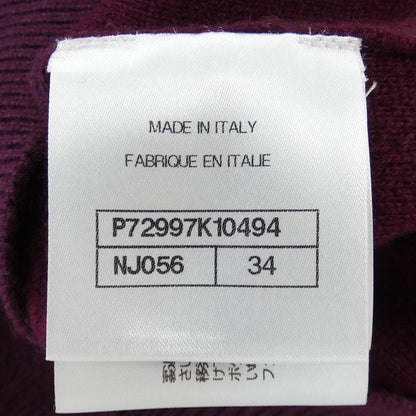 MADE IN ITALY
FABRIQUE EN ITALIE
P72997K10494
NJ056 34